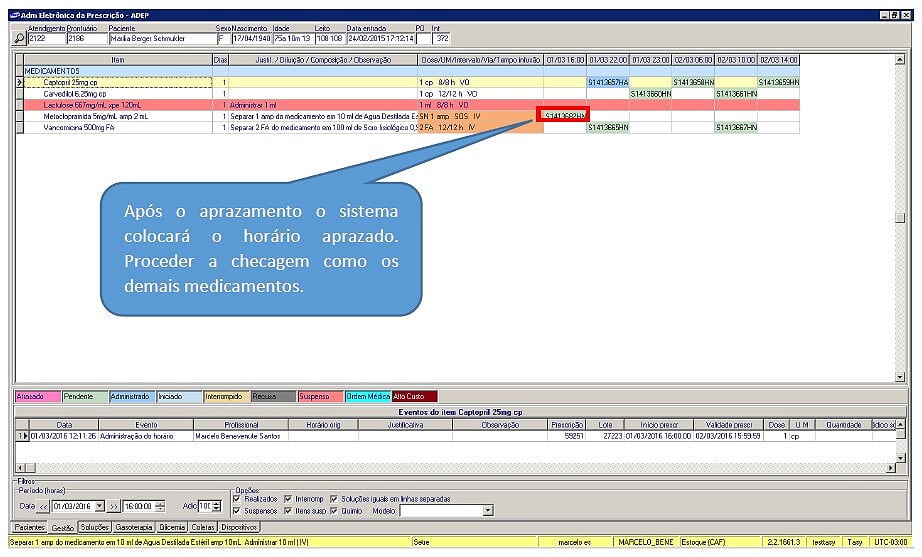 Adm Eletrônica da Prescrição - ADEP
Atendimento Prontuário Paciente Sexo Nascimento Idade Leito Data entrada PO Int
2122 2186 Marilia Berger Schmukler F 17/04/1940 75a 10m 13 108 108 24/02/2015 17:12:14 372
Item Dias Justif. / Diluição / Composição / Observação Dose/UM/Intervalo/Via/Tempo infusão 01/03 16:00 01/03 22:00 01/03 23:00 02/03 06:00 02/03 10:00 02/03 14:00
MEDICAMENTOS
Captopril 25mg cp 1 1 cp 8/8 h VO S1413657HA S1413658HN S1413659HN
Carvedilol 6.25mg cp 1 1 cp 12/12 h VO S1413660HN S1413661HN
Lactulose 667mg/mL xpe 120mL 1 Administrar 1 ml 1 ml 8/8 h VO
Metoclopramida 5mg/mL amp 2 mL 1 Separar 1 amp do medicamento em 10 ml de Agua Destilada Es SN 1 amp SOS IV S1413682HN
Vancomicina 500mg FA 1 Separar 2 FA do medicamento em 100 ml de Soro fisiológico 0, 2 FA 12/12 h IV S1413665HN S1413667HN
Após o aprazamento o sistema
colocará o horário aprazado.
Proceder a checagem como os
demais medicamentos.
Atrasado Pendente Administrado Iniciado Interrompido Recusa Suspenso Ordem Médica Alto Custo
Eventos do item Captopril 25mg cp
Data Evento Profissional Horário orig Justificativa Observação Prescrição Lote Início prescr Validade prescr Dose U M Quantidade
1 01/03/2016 12:11:26 Administração do horário Marcelo Benevenute Santos 59251 27223 01/03/2016 16:00:00 02/03/2016 15:59:59 1 cp
Filtros
Período (horas) Opções
Data << 01/03/2016 >> 16:00:00 Adic 100 Realizados Interromp Soluções iguais em linhas separadas
Suspensos Itens susp Quimio Modelo:
Pacientes Gestão Soluções Gasoterapia Glicemia Coletas Dispositivos
Separar 1 amp do medicamento em 10 ml de Agua Destilada Estéril amp 10mL Administrar 10 ml (IV) Setre marcelo es MARCELO_BENE Estoque (CAF) 2.2.1661.3 testtasy Tasy UTC-03:00